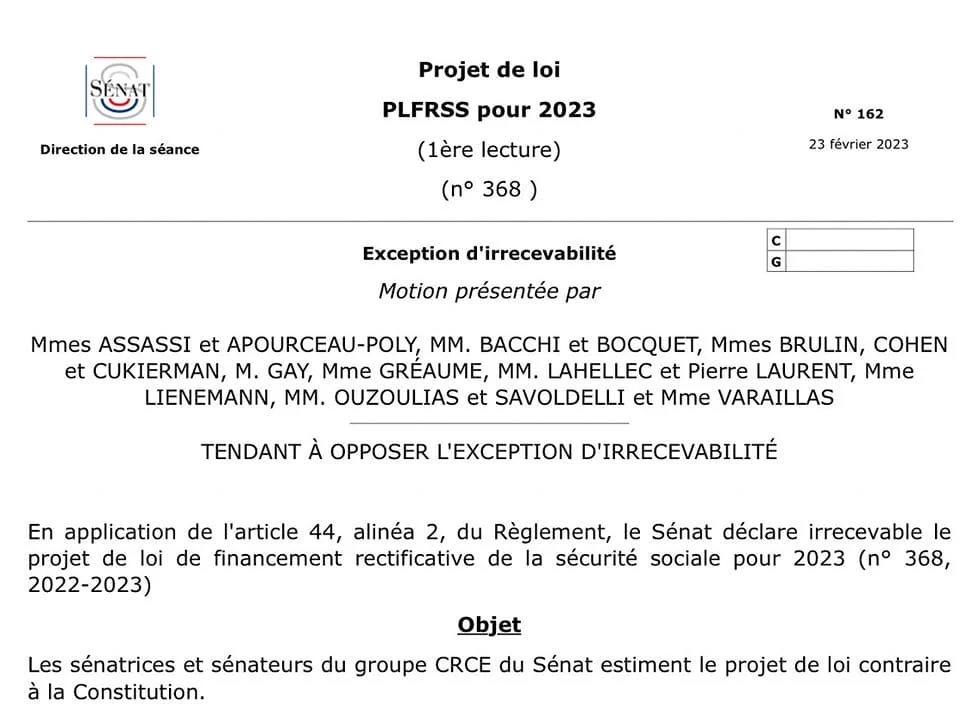 SÉNAT
Direction de la séance
Projet de loi
PLFRSS pour 2023
(1ère lecture)
(n° 368 )
N° 162
23 février 2023
C
G
Exception d'irrecevabilité
Motion présentée par
Mmes ASSASSI et APOURCEAU-POLY, MM. BACCHI et BOCQUET, Mmes BRULIN, COHEN
et CUKIERMAN, M. GAY, Mme GRÉAUME, MM. LAHELLEC et Pierre LAURENT, Mme
LIENEMANN, MM. OUZOULIAS et SAVOLDELLI et Mme VARAILLAS
TENDANT À OPPOSER L'EXCEPTION D'IRRECEVABILITÉ
En application de l'article 44, alinéa 2, du Règlement, le Sénat déclare irrecevable le
projet de loi de financement rectificative de la sécurité sociale pour 2023 (n° 368,
2022-2023)
Objet
Les sénatrices et sénateurs du groupe CRCE du Sénat estiment le projet de loi contraire
à la Constitution.